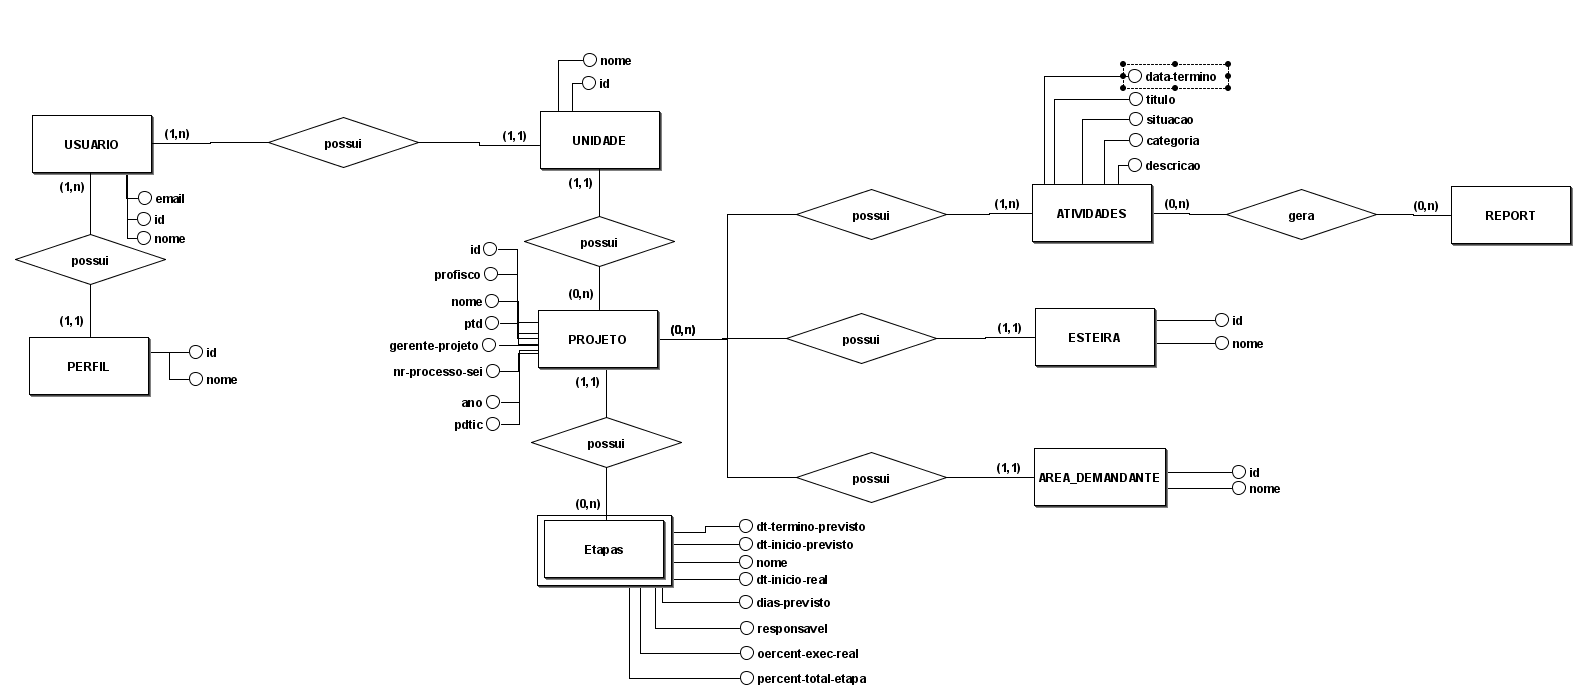 nome
id
data-termino
titulo
situacao
categoria
descricao
USUARIO
(1,n)
possui
(1,1)
UNIDADE
(1,n)
email
id
nome
possui
(1,1)
PERFIL
id
nome
(1,1)
possui
(0,n)
id
profisco
nome
ptd
gerente-projeto
nr-processo-sei
ano
pdtic
PROJETO
(0,n)
possui
(1,n)
ATIVIDADES
(0,n)
gera
(0,n)
REPORT
possui
(1,1)
ESTEIRA
id
nome
possui
(1,1)
AREA_DEMANDANTE
id
nome
(1,1)
possui
(0,n)
Etapas
dt-termino-previsto
dt-inicio-previsto
nome
dt-inicio-real
dias-previsto
responsavel
oercent-exec-real
percent-total-etapa